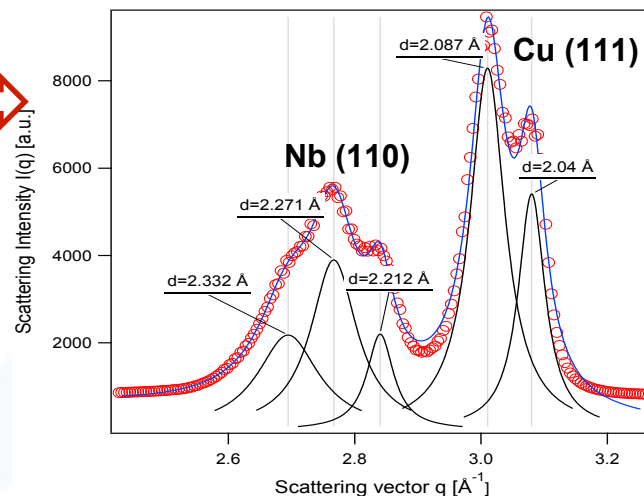 d=2.087 Å
Cu (111)
8000
Nb (110)
6000
d=2.04 Å
d=2.271 Å
4000
d=2.332 Å
d=2.212 Å
2000
Scattering Intensity I(q) [a.u.]
2.6
2.8
3.0
3.2
Scattering vector q [Å⁻¹]